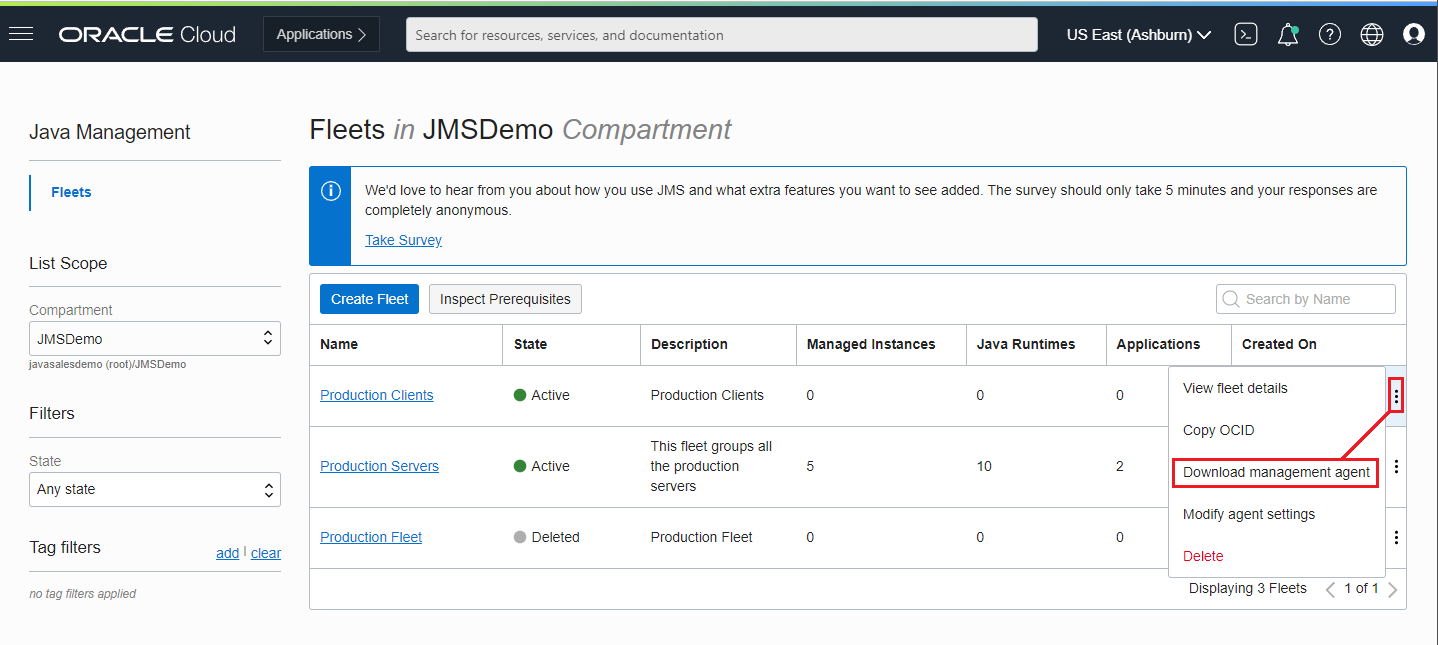 ORACLE Cloud
Applications
Search for resources, services, and documentation
US East (Ashburn)
Java Management
Fleets
List Scope
Compartment
JMSDemo
javasalesdemo (root)/JMSDemo
Filters
State
Any state
Tag filters
add | clear
no tag filters applied
Fleets in JMSDemo Compartment
We'd love to hear from you about how you use JMS and what extra features you want to see added. The survey should only take 5 minutes and your responses are
completely anonymous.
Take Survey
Create Fleet
Inspect Prerequisites
Search by Name
Name State Description Managed Instances Java Runtimes Applications Created On
Production Clients Active Production Clients 0 0 0
This fleet groups all
Production Servers Active the production 5 10 2
servers
Production Fleet Deleted Production Fleet 0 0 0
View fleet details
Copy OCID
Download management agent
Modify agent settings
Delete
Displaying 3 Fleets 1 of 1